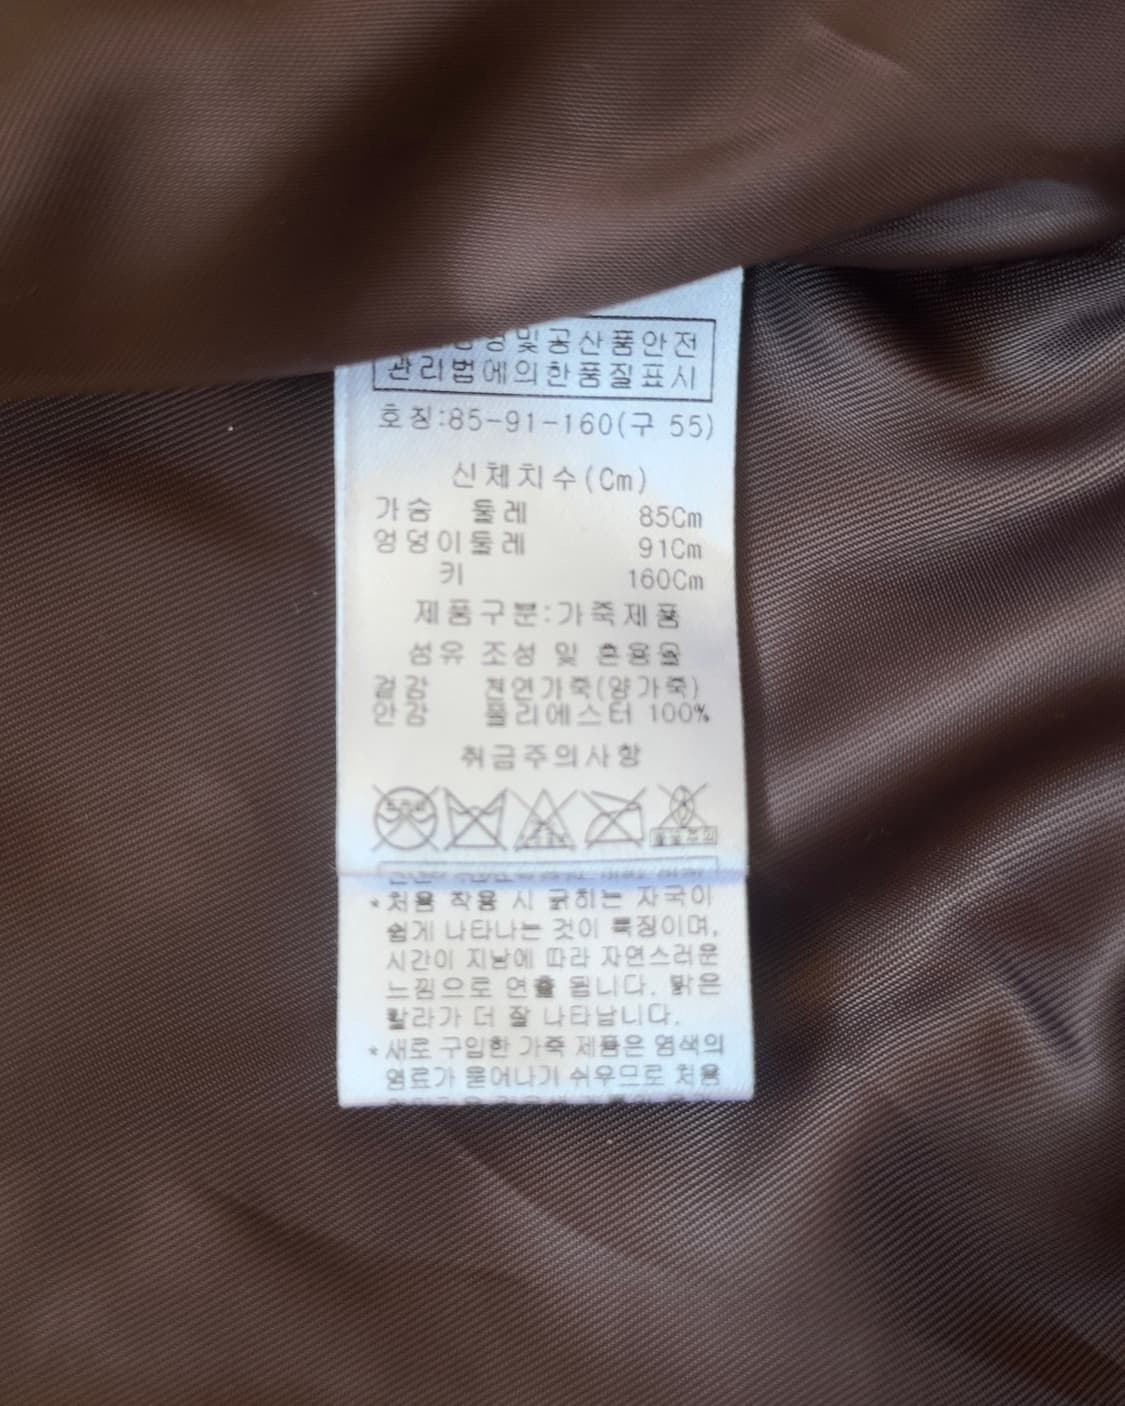 및공산품안전
관리법에의한품질표시
호칭:85-91-160(구 55)
신체치수(Cm)
가슴 둘레 85Cm
엉덩이둘레 91Cm
키 160Cm
제품구분:가죽제품
섬유 조성 및 혼용율
겉감 천연가죽(양가죽)
안감 폴리에스터 100%
취급주의사항
*처음 착용 시 긁히는 자국이
쉽게 나타나는 것이 특징이며,
시간이 지남에 따라 자연스러운
느낌으로 연출 됩니다. 밝은
칼라가 더 잘 나타납니다.
*새로 구입한 가죽 제품은 염색의
염료가 묻어나기 쉬우므로 처음